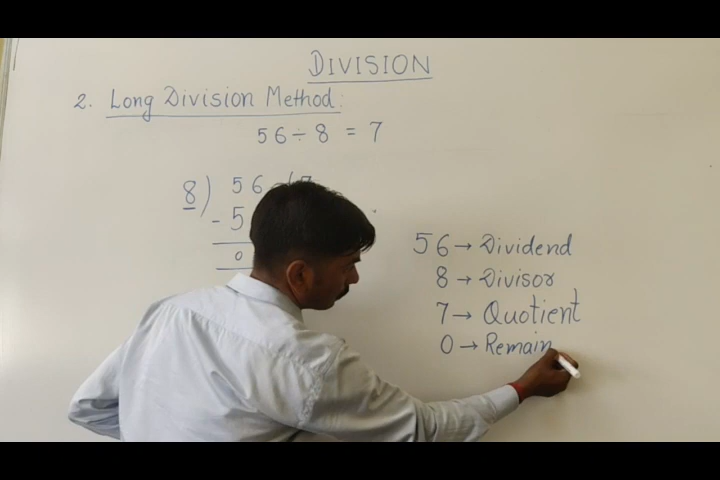 DIVISION
2. Long Division Method:
56 ÷ 8 = 7
8 ) 56
- 5
0
56 → Dividend
8 → Divisor
7 → Quotient
0 → Remain